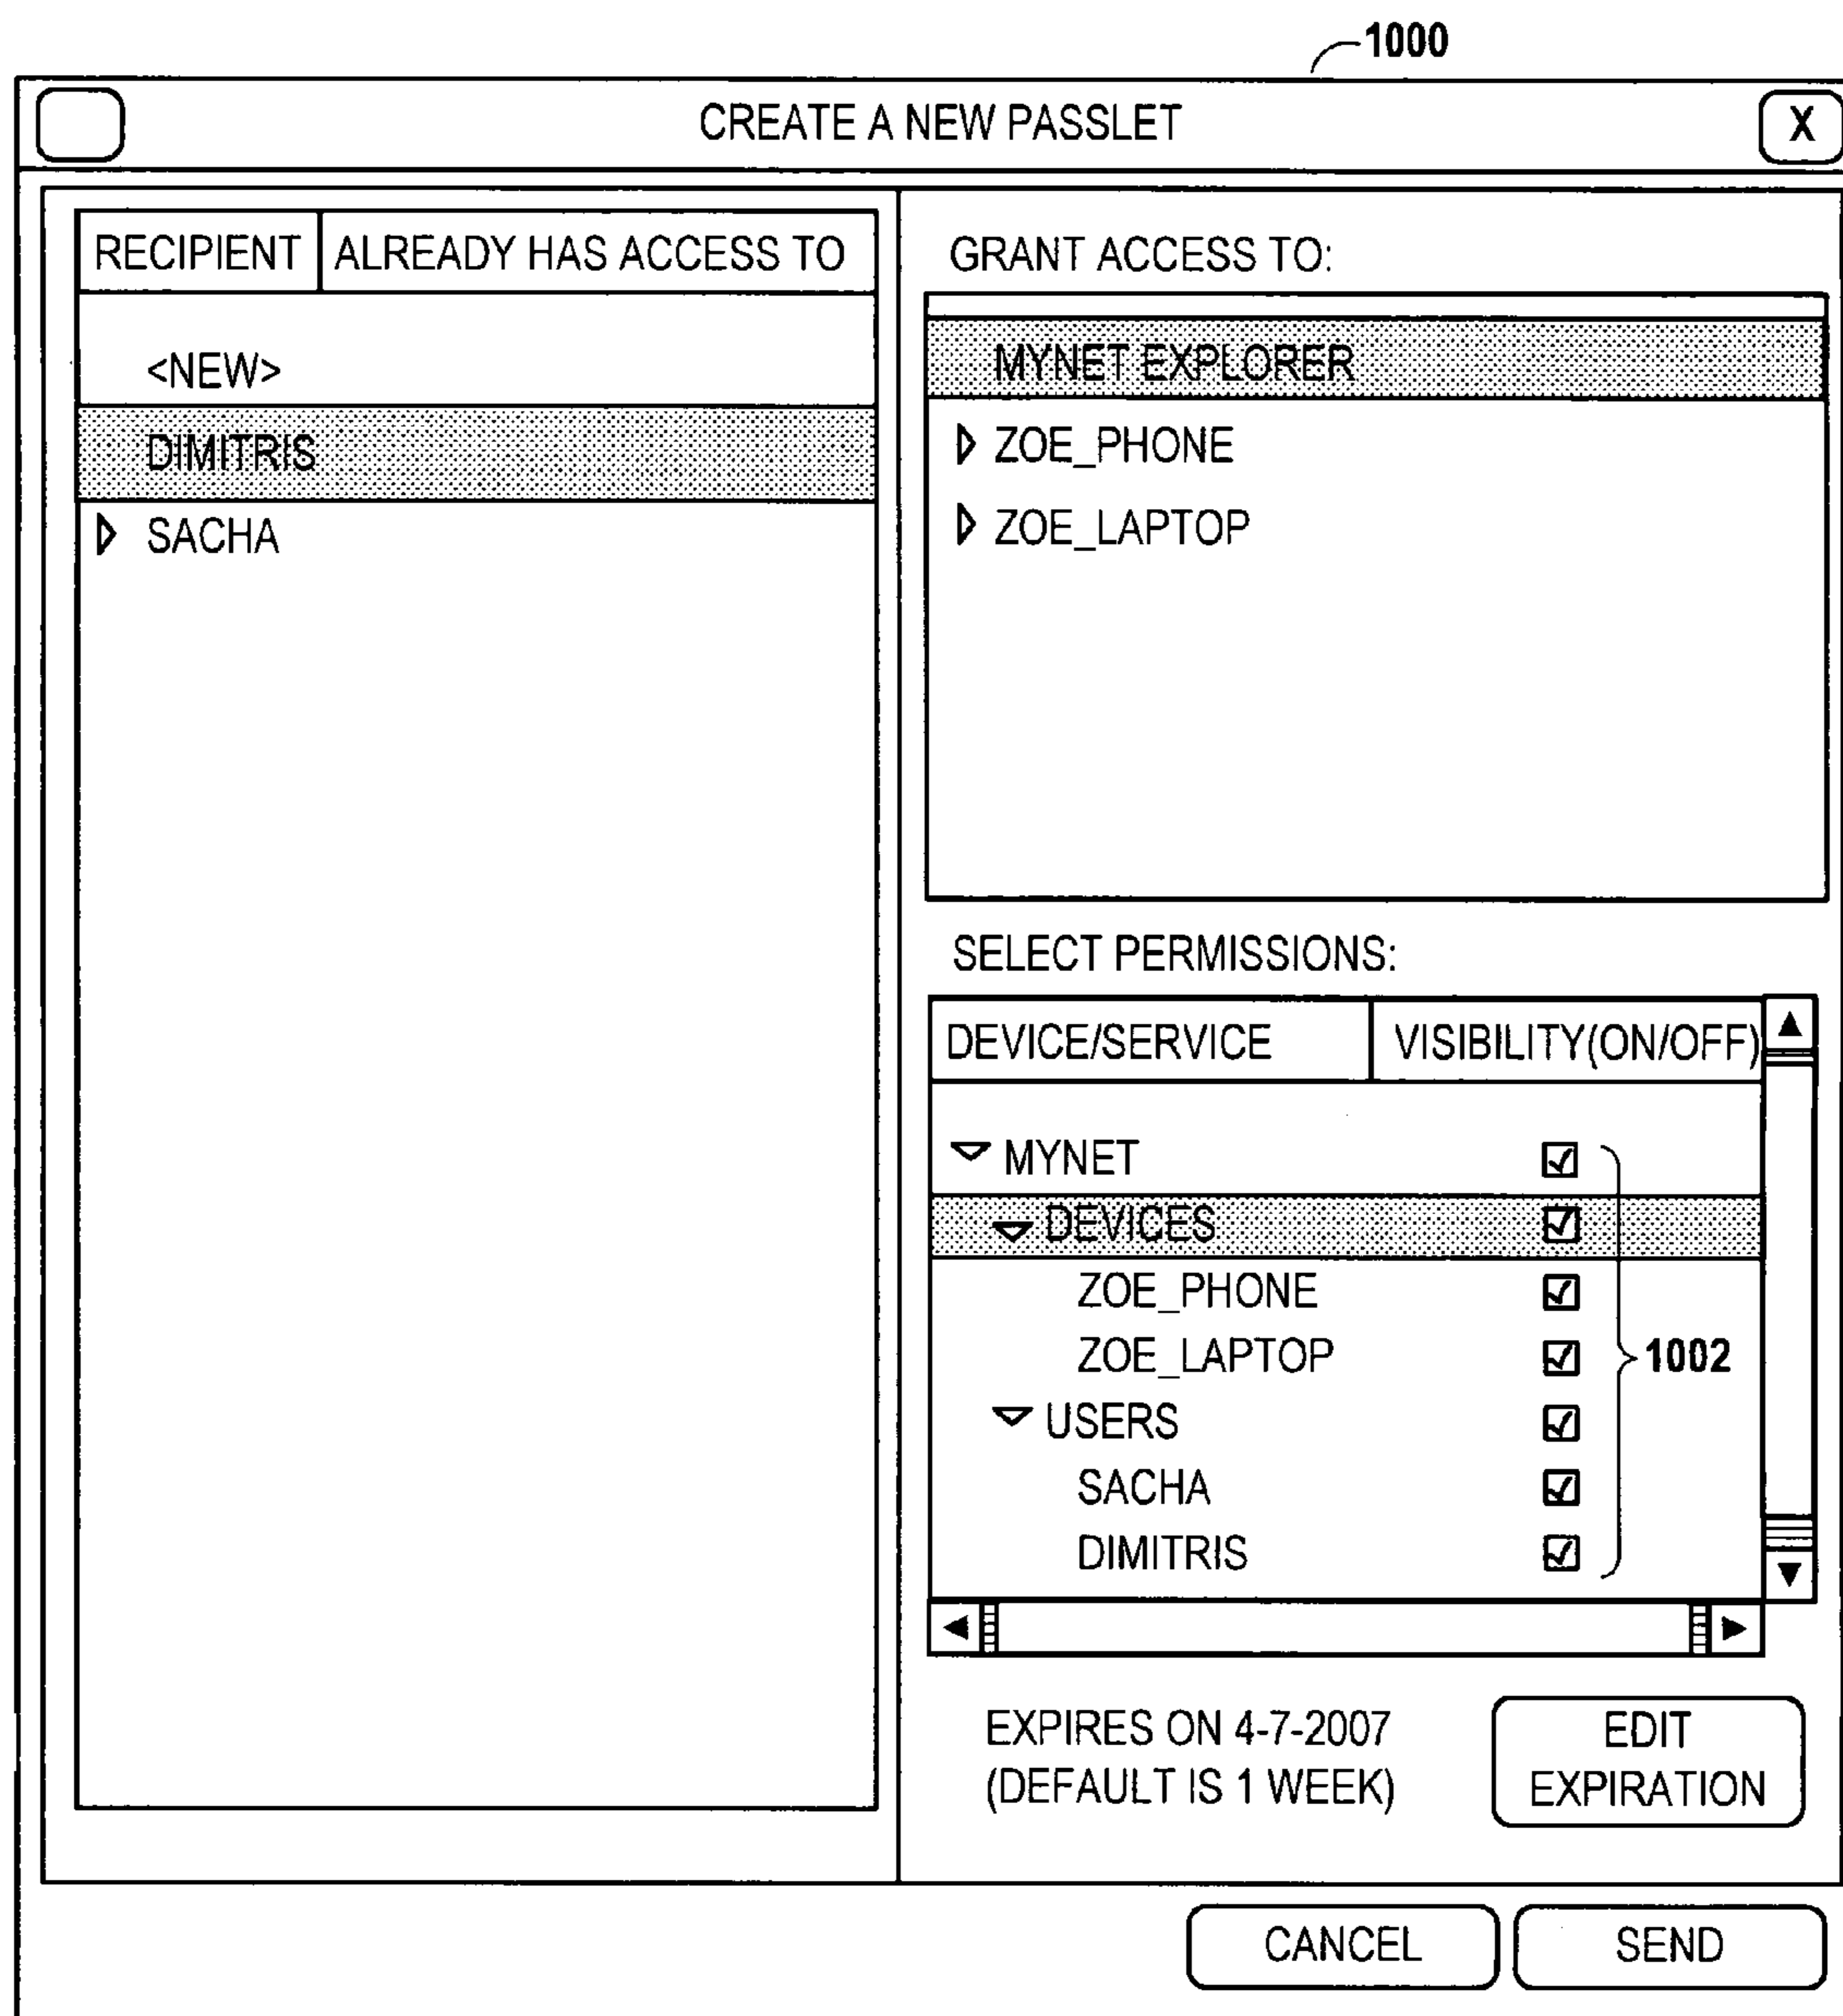 1000
CREATE A NEW PASSLET
X
RECIPIENT ALREADY HAS ACCESS TO
<NEW>
DIMITRIS
SACHA
GRANT ACCESS TO:
MYNET EXPLORER
ZOE_PHONE
ZOE_LAPTOP
SELECT PERMISSIONS:
DEVICE/SERVICE VISIBILITY(ON/OFF)
MYNET
DEVICES
ZOE_PHONE
ZOE_LAPTOP
1002
USERS
SACHA
DIMITRIS
EXPIRES ON 4-7-2007
(DEFAULT IS 1 WEEK)
EDIT
EXPIRATION
CANCEL
SEND